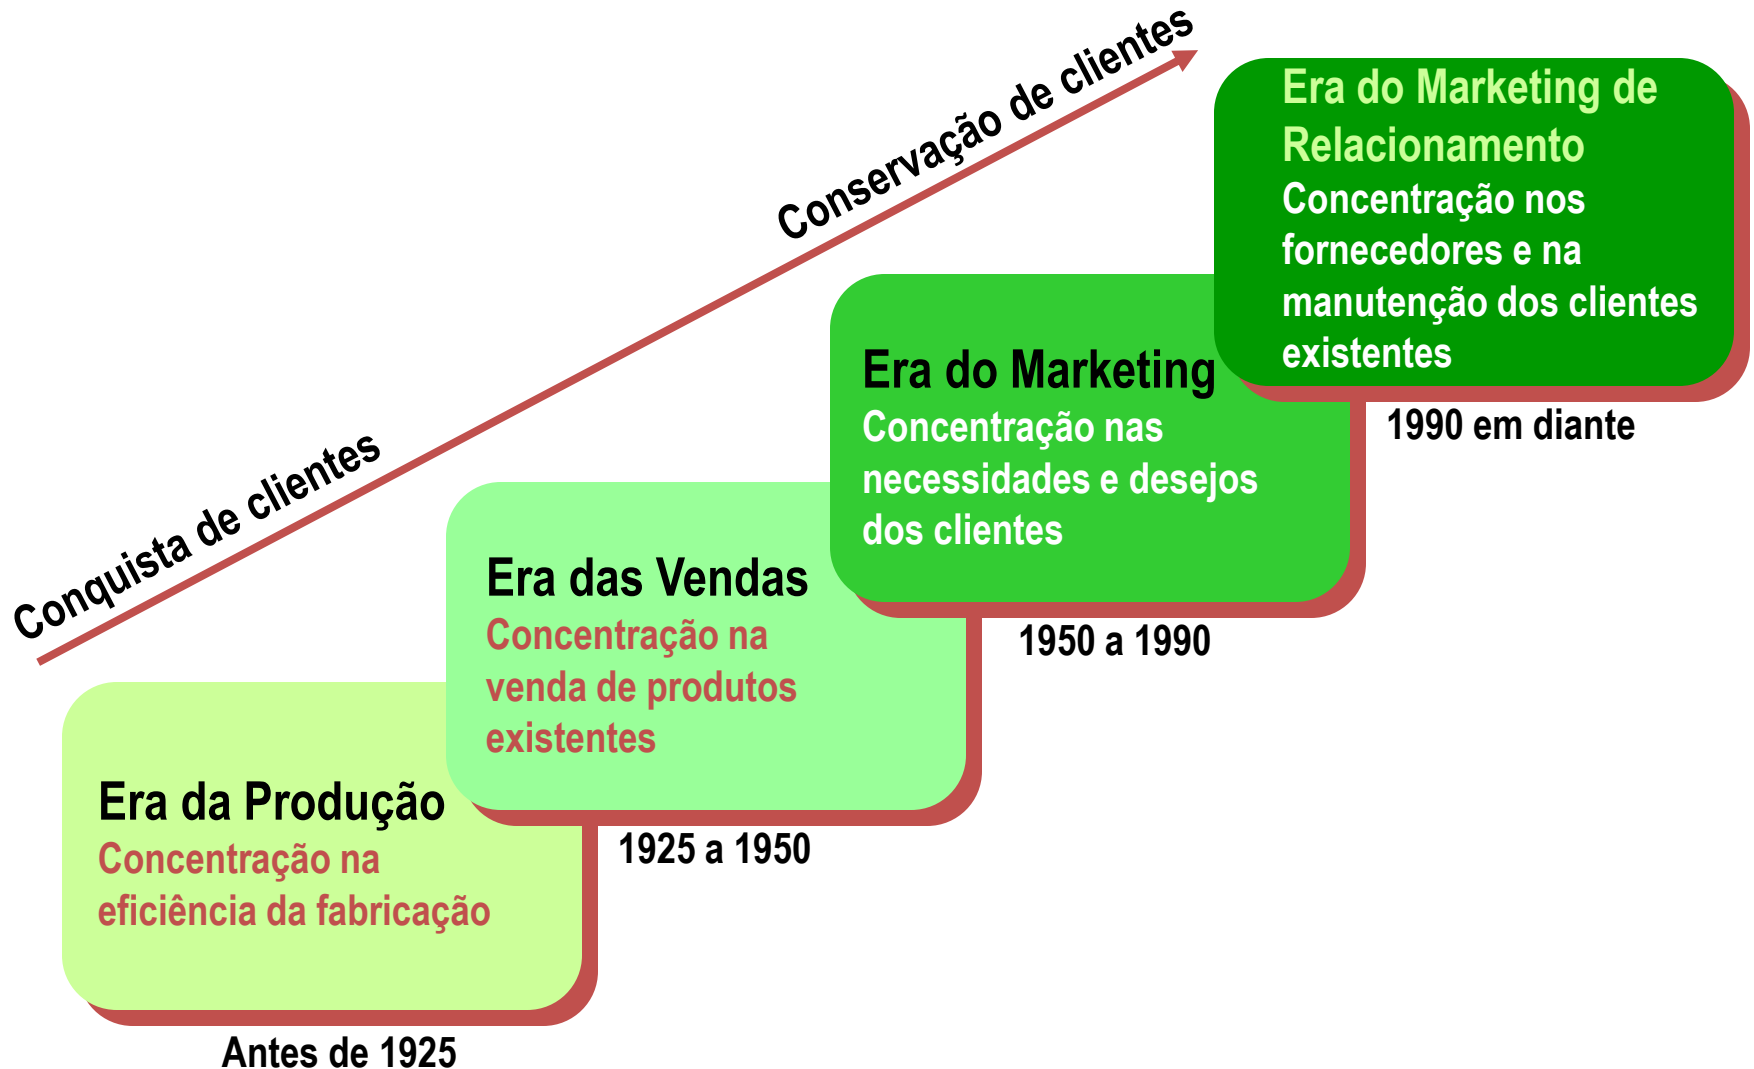 Conquista de clientes
Conservação de clientes
Era da Produção
Concentração na
eficiência da fabricação
Antes de 1925
Era das Vendas
Concentração na
venda de produtos
existentes
1925 a 1950
Era do Marketing
Concentração nas
necessidades e desejos
dos clientes
1950 a 1990
Era do Marketing de
Relacionamento
Concentração nos
fornecedores e na
manutenção dos clientes
existentes
1990 em diante